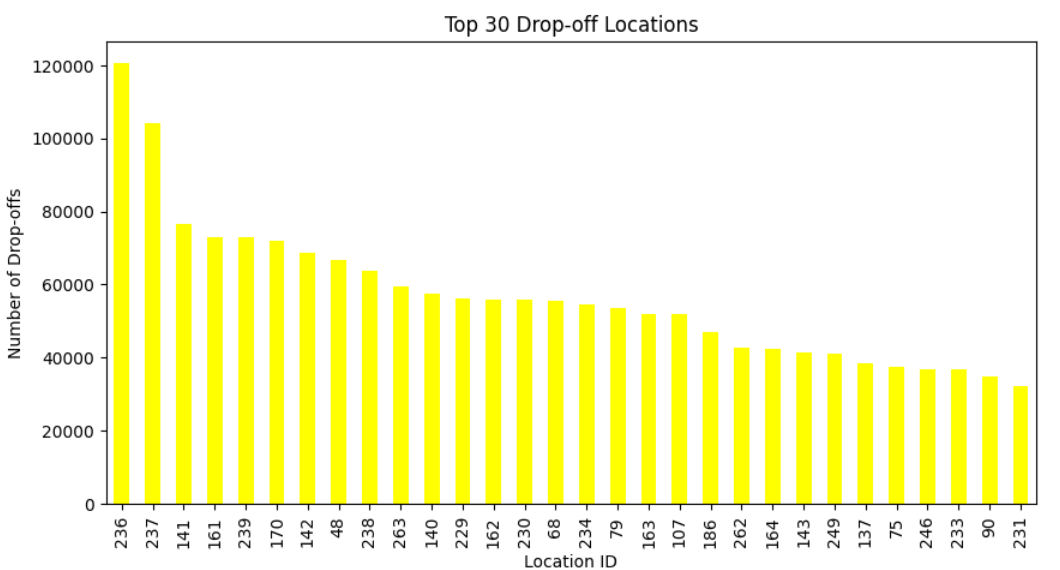 Top 30 Drop-off Locations
Number of Drop-offs
120000
100000
80000
60000
40000
20000
0
236 237 141 161 239 170 142 48 238 263 140 229 162 230 68 234 79 163 107 186 262 164 143 249 137 75 246 233 90 231
Location ID